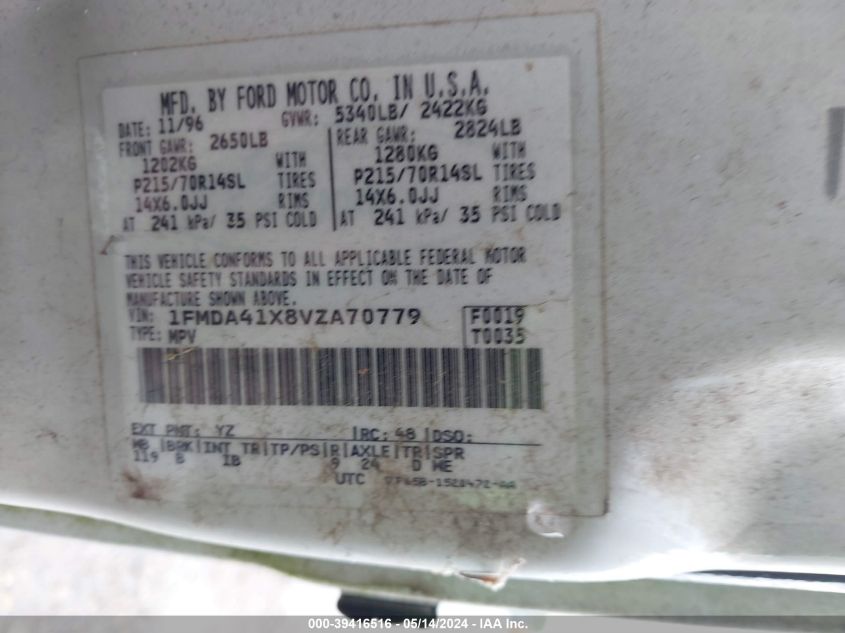 MFD. BY FORD MOTOR CO. IN U.S.A.
DATE: 11/96 GVWR: 5340LB/ 2422KG
FRONT GAWR: 2650LB REAR GAWR: 2824LB
1202KG WITH 1280KG WITH
P215/70R14SL TIRES P215/70R14SL TIRES
14X6.0JJ RIMS 14X6.0JJ RIMS
AT 241 kPa/ 35 PSI COLD AT 241 kPa/ 35 PSI COLD
THIS VEHICLE CONFORMS TO ALL APPLICABLE FEDERAL MOTOR
VEHICLE SAFETY STANDARDS IN EFFECT ON THE DATE OF
MANUFACTURE SHOWN ABOVE.
VIN: 1FMDA41X8VZA70779 F0019
TYPE: MPV T0035
EXT PNT: YZ RC: 48 DSO:
WB BRK INT TR TP/PS R AXLE TR SPR
119 B IB 9 24 D WE
UTC
000-39416516 - 05/14/2024 - IAA Inc.